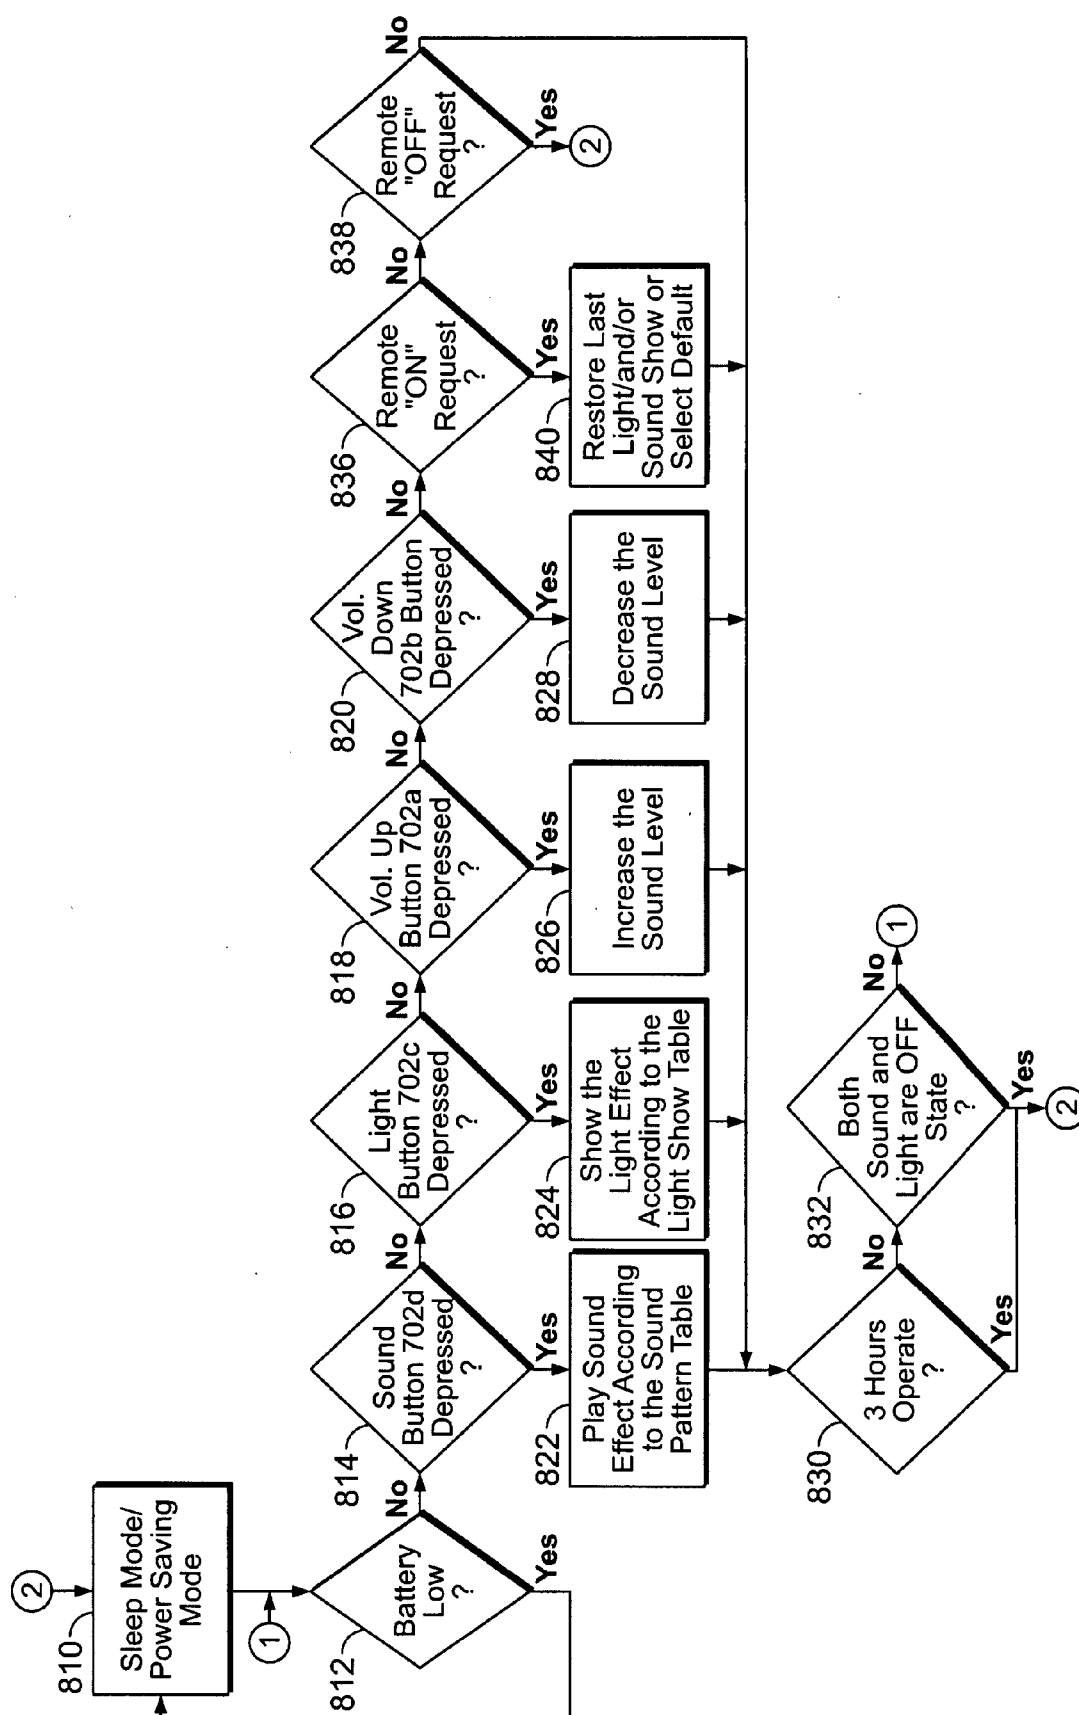 2
810
Sleep Mode/
Power Saving
Mode
1
812
Battery
Low
?
Yes
No
814
Sound
Button 702d
Depressed
?
Yes
No
816
Light
Button 702c
Depressed
?
Yes
No
818
Vol. Up
Button 702a
Depressed
?
Yes
No
820
Vol.
Down
702b Button
Depressed
?
Yes
No
836
Remote
"ON"
Request
?
Yes
No
838
Remote
"OFF"
Request
?
Yes
No
2
822
Play Sound
Effect According
to the Sound
Pattern Table
824
Show the
Light Effect
According to the
Light Show Table
826
Increase the
Sound Level
828
Decrease the
Sound Level
840
Restore Last
Light/and/or
Sound Show or
Select Default
830
3 Hours
Operate
?
Yes
No
832
Both
Sound and
Light are OFF
State
?
Yes
No
1
2